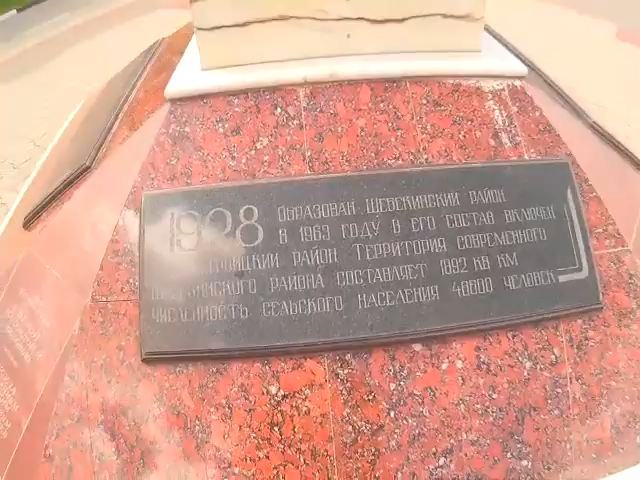 1928 ОБРАЗОВАН ШЕБЕКИНСКИЙ РАЙОН
В 1963 ГОДУ В ЕГО СОСТАВ ВКЛЮЧЕН
РАЙОН ТЕРРИТОРИЯ СОВРЕМЕННОГО
РАЙОНА СОСТАВЛЯЕТ 1892 КВ КМ
ЧИСЛЕННОСТЬ СЕЛЬСКОГО НАСЕЛЕНИЯ 48800 ЧЕЛОВЕК